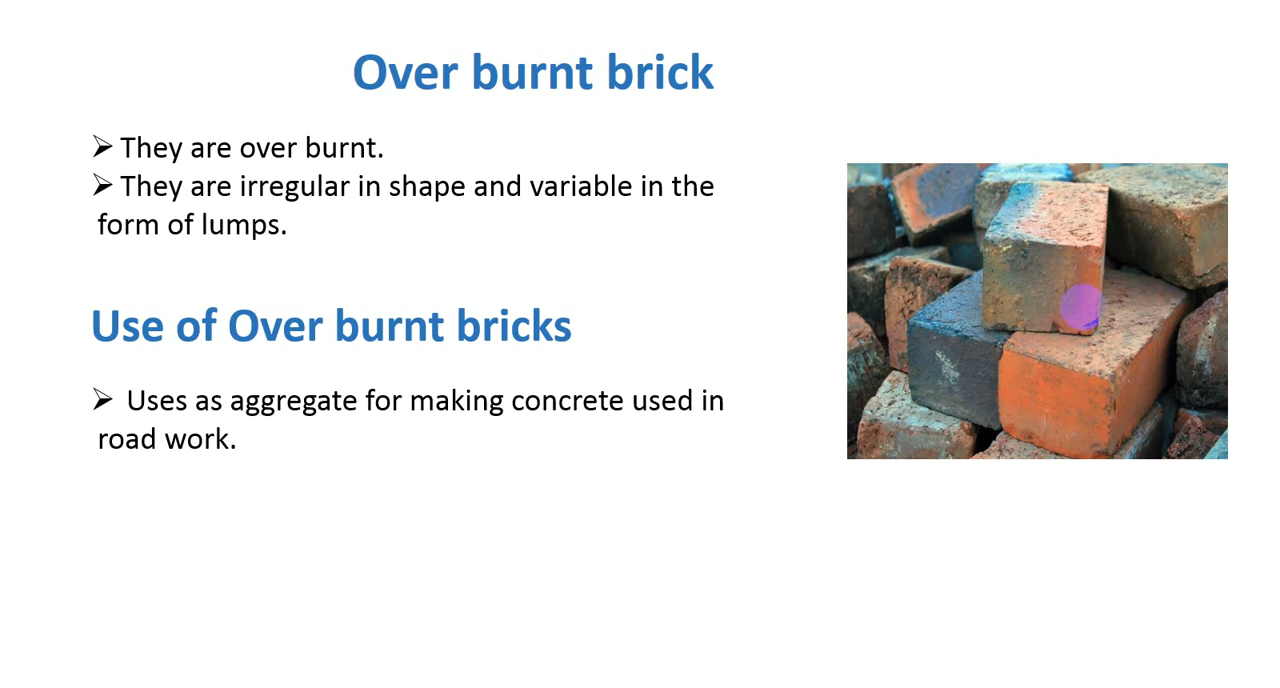 Over burnt brick
➢ They are over burnt.
➢ They are irregular in shape and variable in the
form of lumps.
Use of Over burnt bricks
➢ Uses as aggregate for making concrete used in
road work.